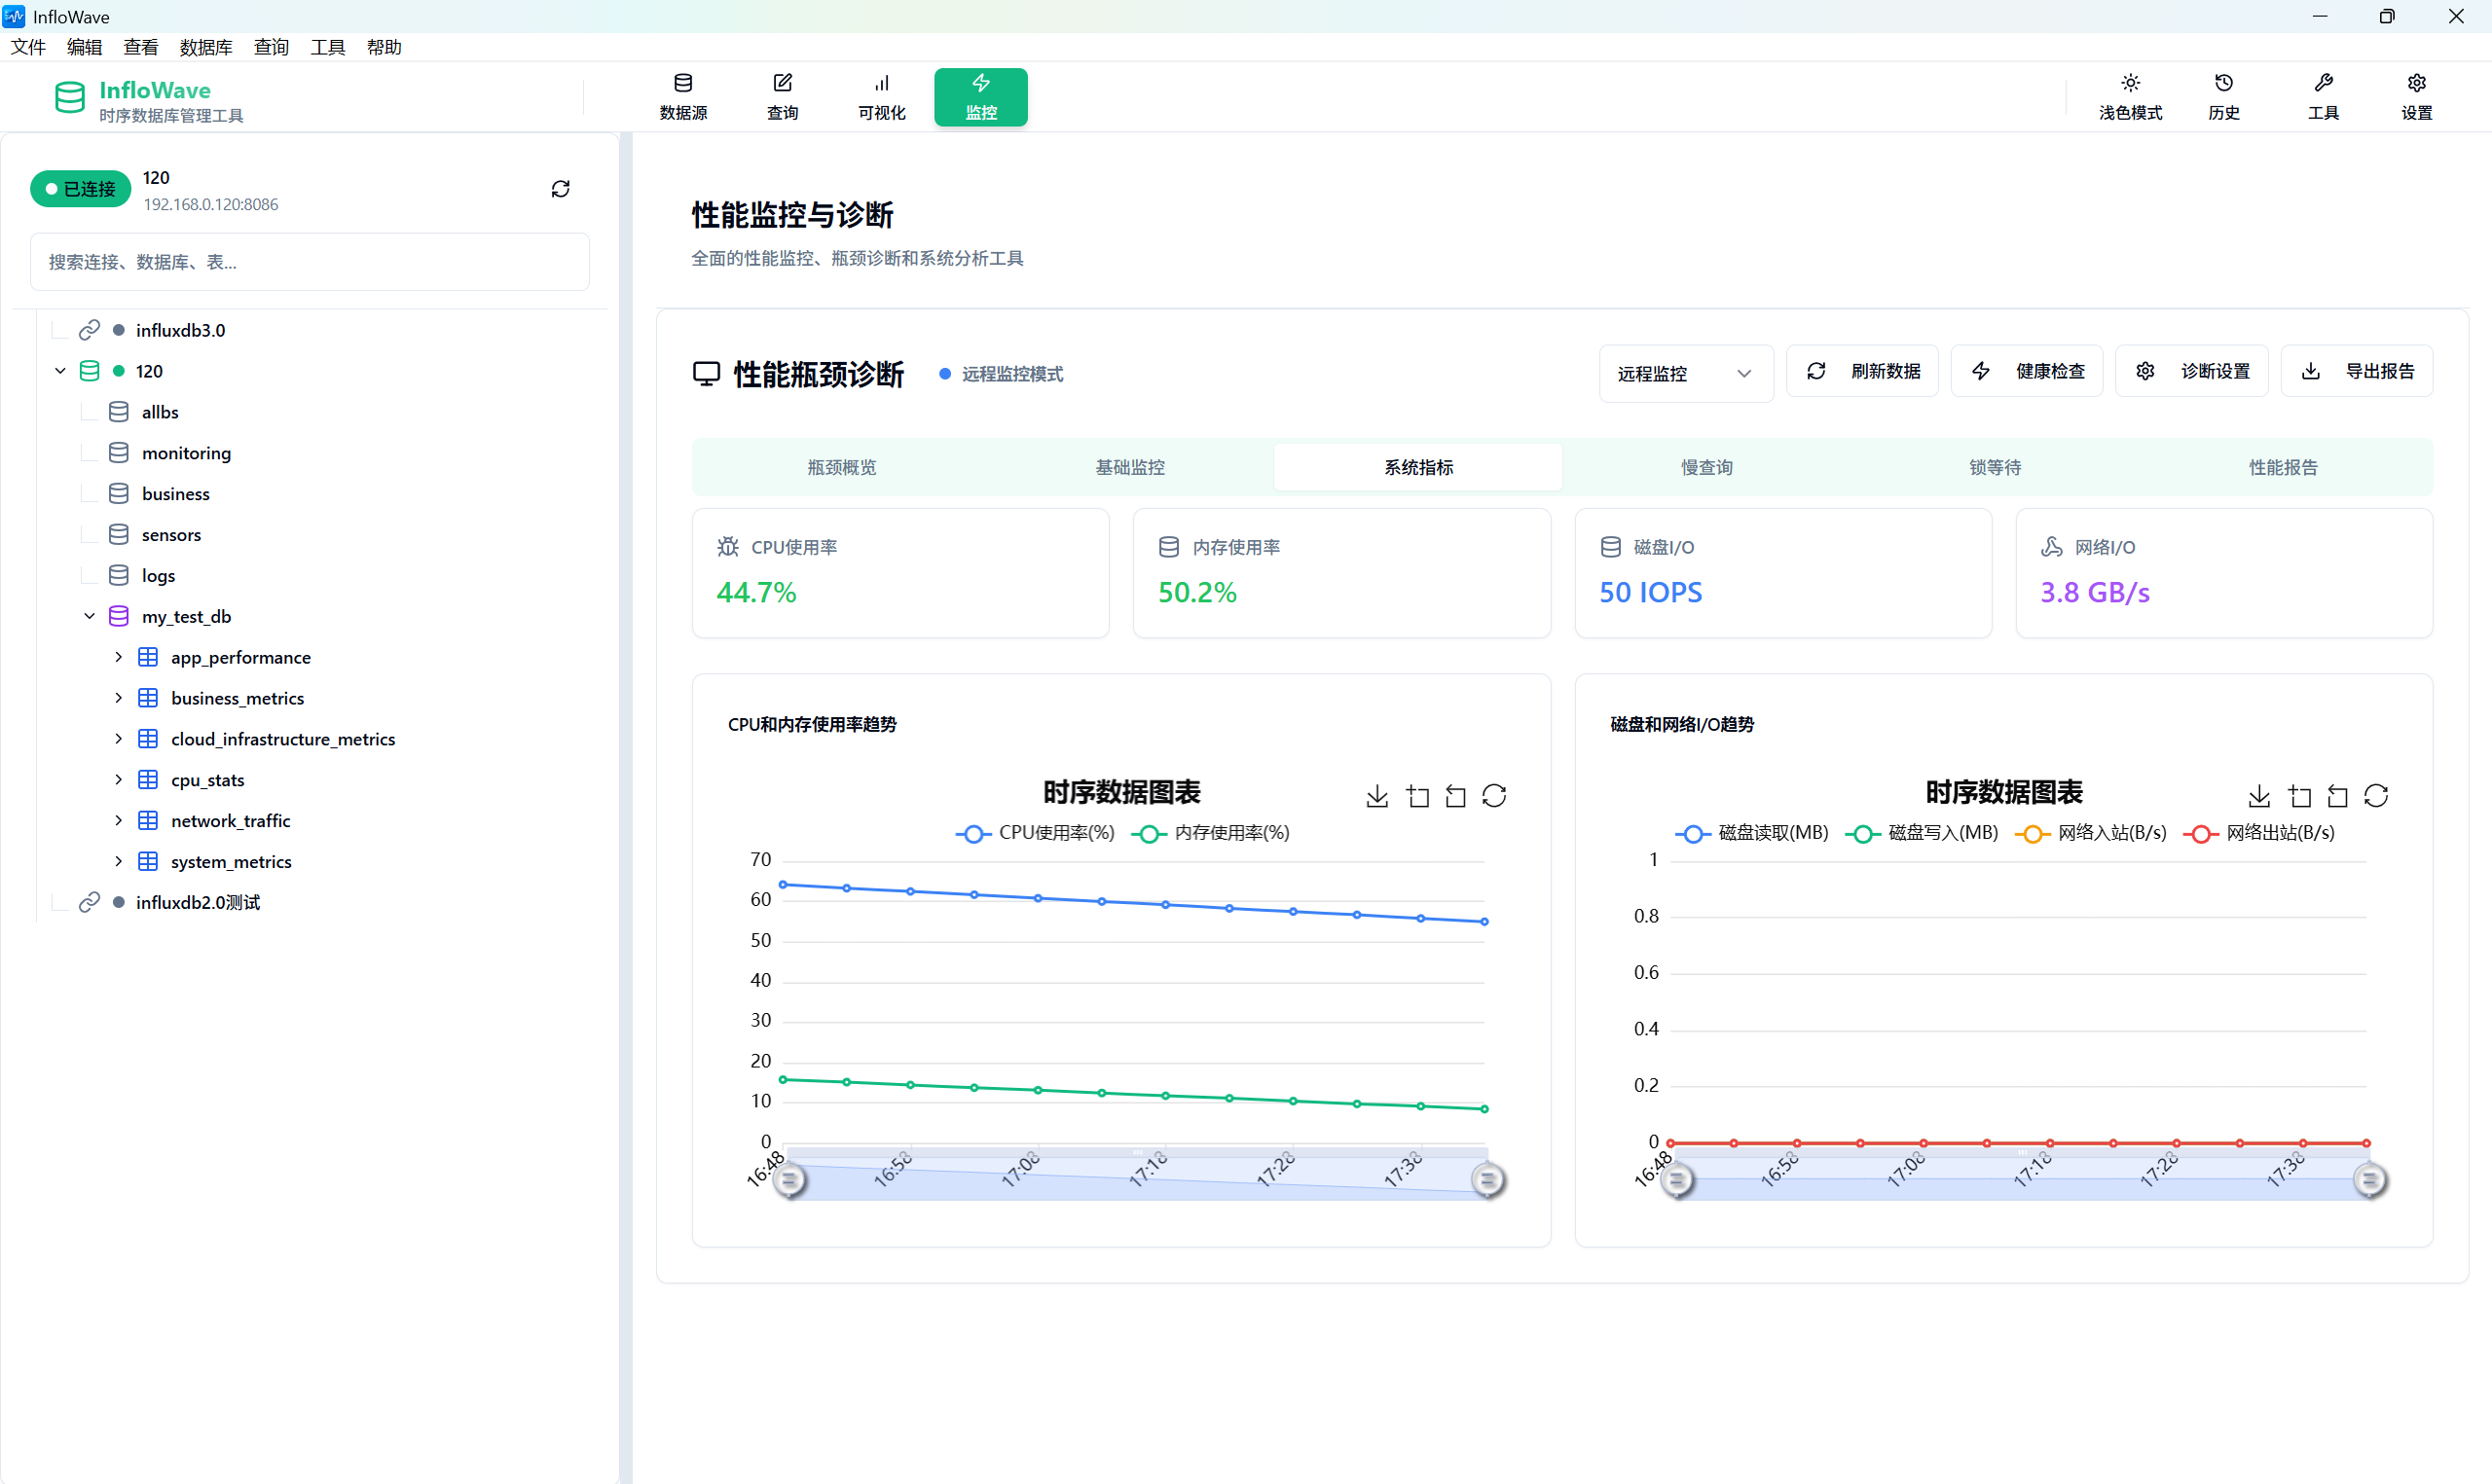 InfloWave
文件 编辑 查看 数据库 查询 工具 帮助
InfloWave
时序数据库管理工具
数据源 查询 可视化 监控
浅色模式 历史 工具 设置
已连接
120
192.168.0.120:8086
搜索连接、数据库、表...
influxdb3.0
120
allbs
monitoring
business
sensors
logs
my_test_db
app_performance
business_metrics
cloud_infrastructure_metrics
cpu_stats
network_traffic
system_metrics
influxdb2.0测试
性能监控与诊断
全面的性能监控、瓶颈诊断和系统分析工具
性能瓶颈诊断
远程监控模式
远程监控 刷新数据 健康检查 诊断设置 导出报告
瓶颈概览 基础监控 系统指标 慢查询 锁等待 性能报告
CPU使用率
44.7%
内存使用率
50.2%
磁盘I/O
50 IOPS
网络I/O
3.8 GB/s
CPU和内存使用率趋势
时序数据图表
CPU使用率(%) 内存使用率(%)
70
60
50
40
30
20
10
0
16:48 16:58 17:08 17:18 17:28 17:38
磁盘和网络I/O趋势
时序数据图表
磁盘读取(MB) 磁盘写入(MB) 网络入站(B/s) 网络出站(B/s)
1
0.8
0.6
0.4
0.2
0
16:48 16:58 17:08 17:18 17:28 17:38